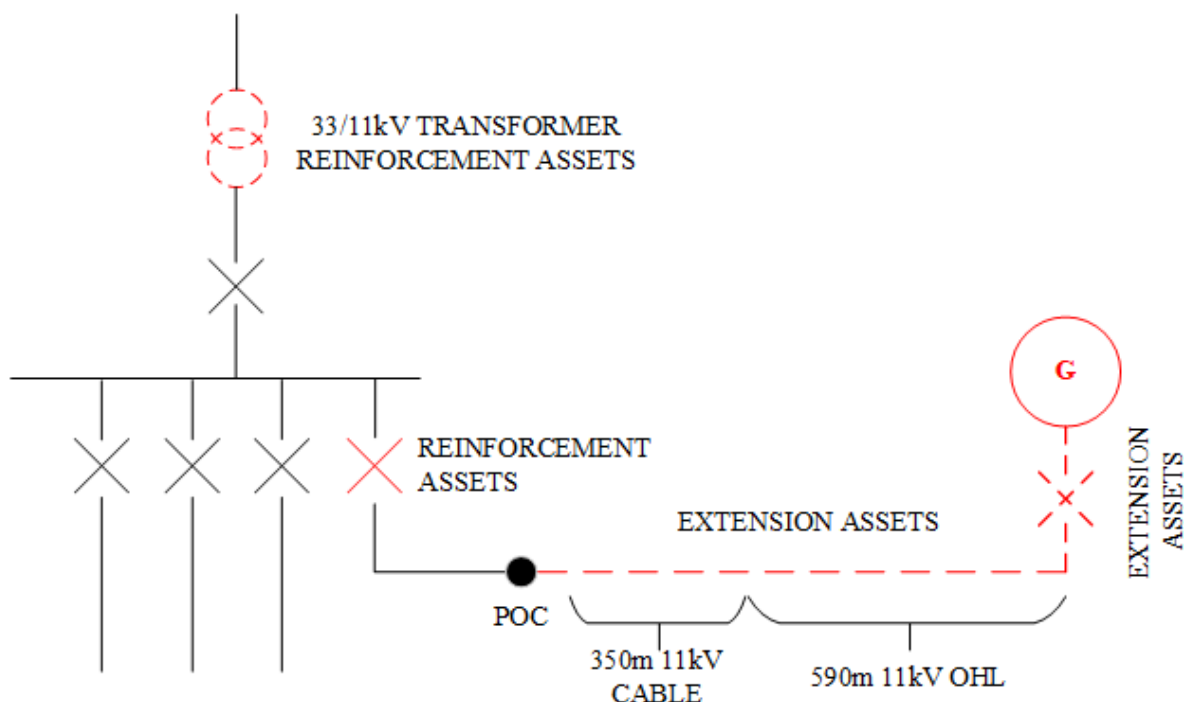 33/11kV TRANSFORMER
REINFORCEMENT ASSETS
G
REINFORCEMENT
ASSETS
EXTENSION ASSETS
EXTENSION
ASSETS
POC
350m 11kV
CABLE
590m 11kV OHL